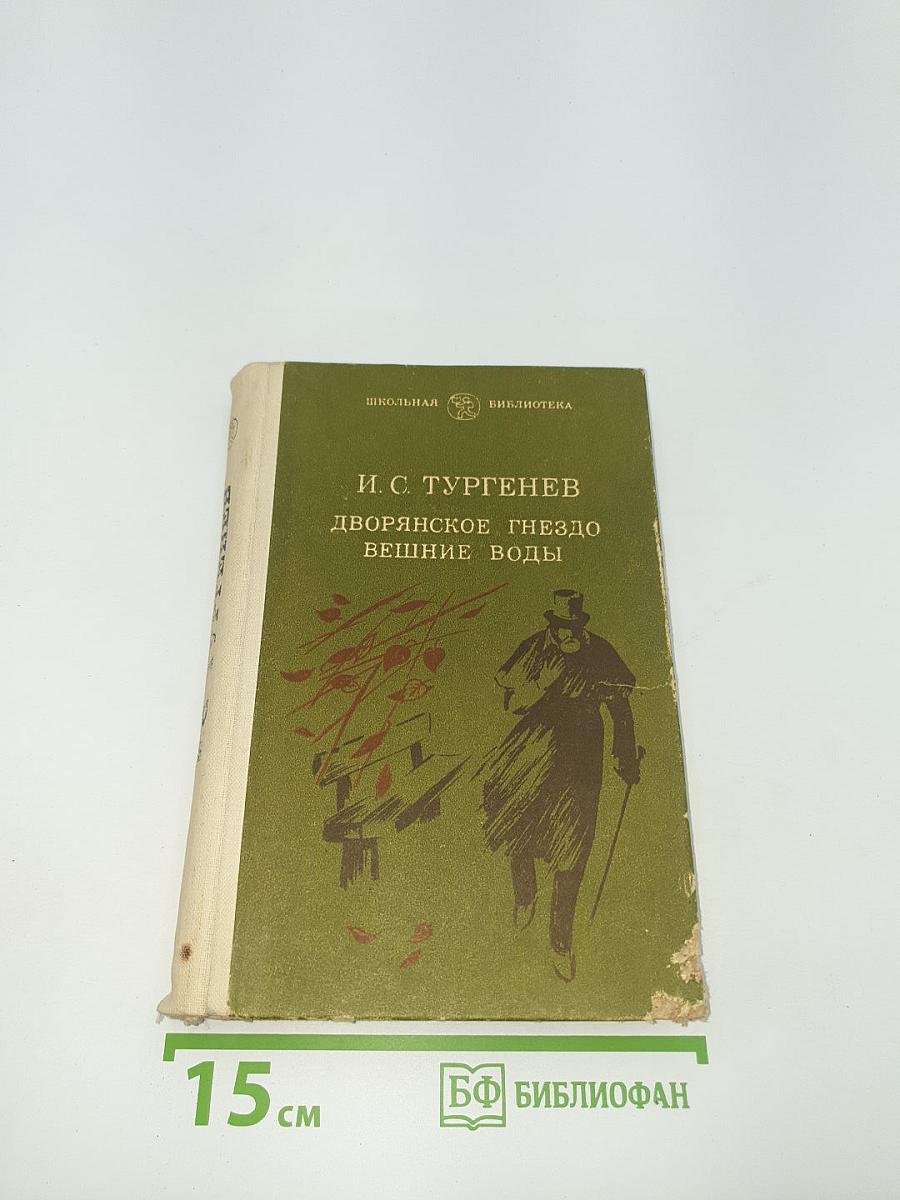 ШКОЛЬНАЯ БИБЛИОТЕКА
И. С. ТУРГЕНЕВ
ДВОРЯНСКОЕ ГНЕЗДО
ВЕШНИЕ ВОДЫ
15 см
БФ БИБЛИОФАН